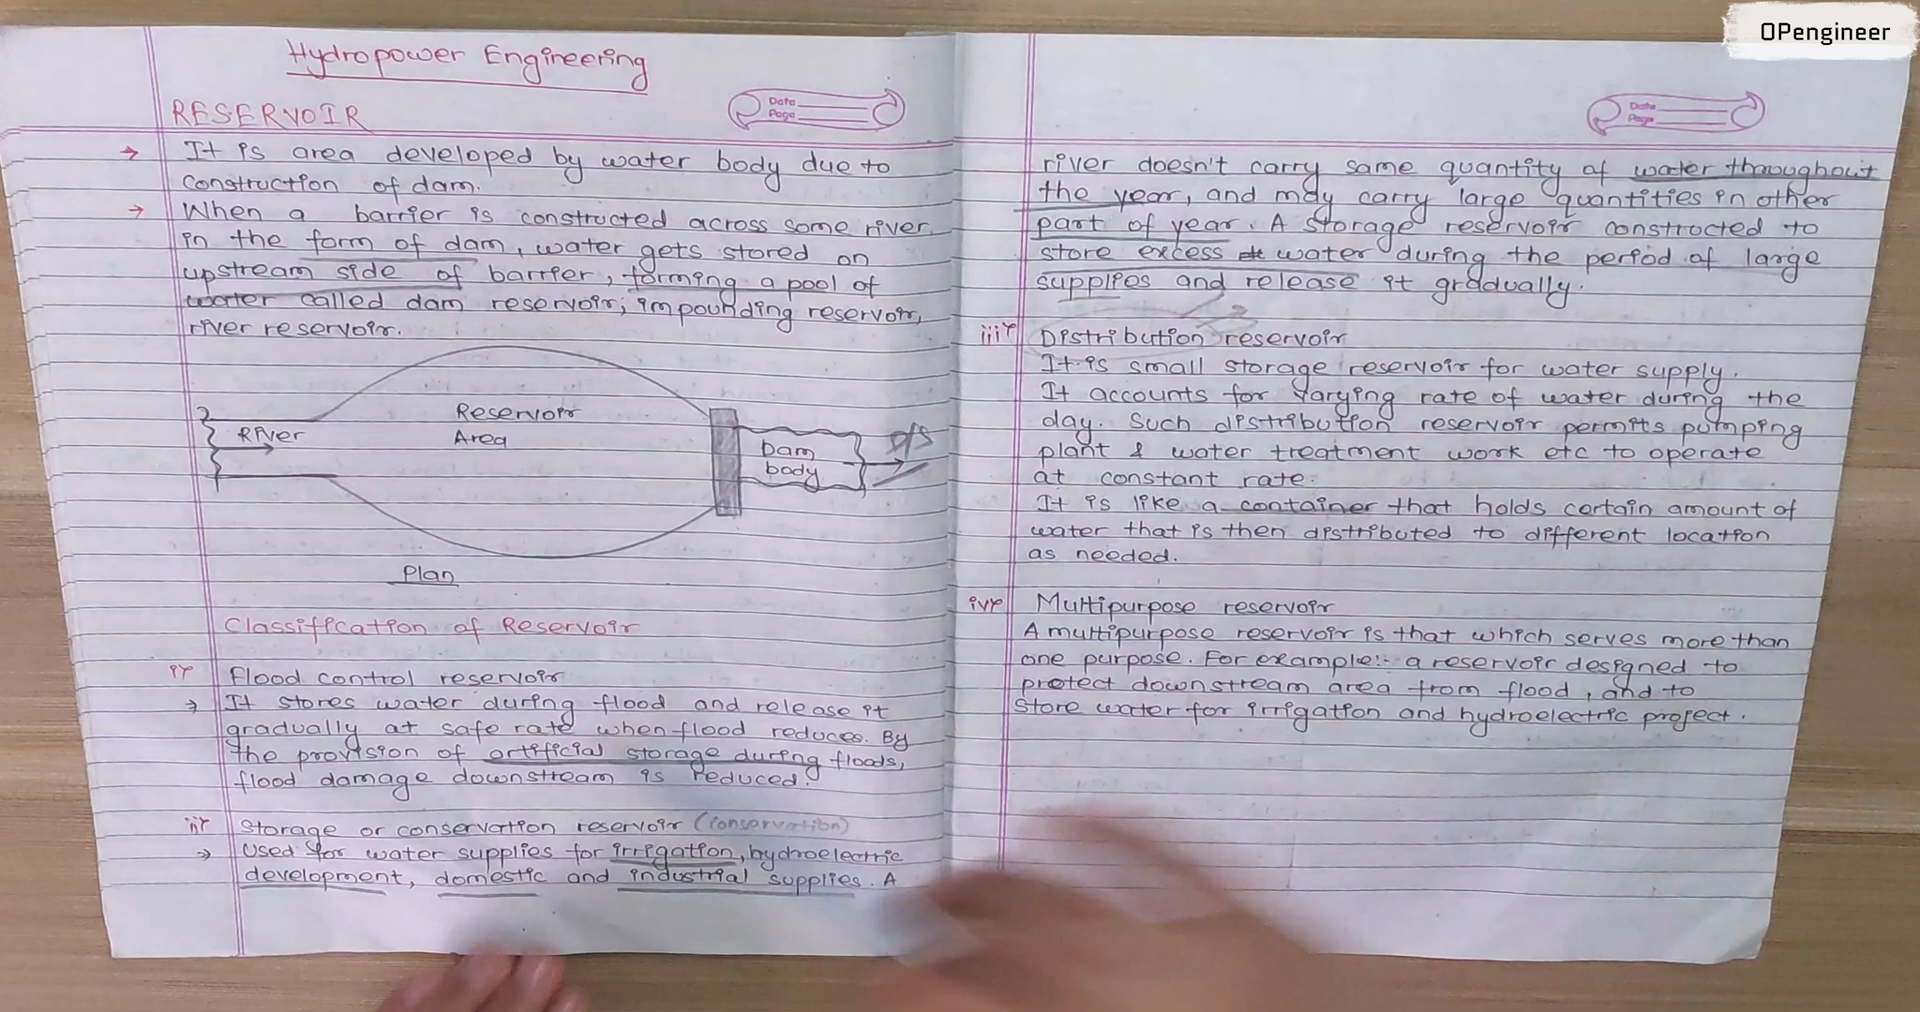 OPengineer
Hydropower Engineering
RESERVOIR
Date
Page
→ It is area developed by water body due to
construction of dam.
→ When a barrier is constructed across some river
in the form of dam, water gets stored on
upstream side of barrier, forming a pool of
water called dam reservoir, impounding reservoir,
river reservoir.
River
Reservoir
Area
Dam
body
D/S
Plan
Classification of Reservoir
i) Flood control reservoir
→ It stores water during flood and release it
gradually at safe rate when flood reduces. By
the provision of artificial storage during floods,
flood damage downstream is reduced.
ii) Storage or conservation reservoir (conservation)
→ Used for water supplies for irrigation, hydroelectric
development, domestic and industrial supplies. A
Date
Page
river doesn't carry same quantity of water throughout
the year, and may carry large quantities in other
part of year. A storage reservoir constructed to
store excess water during the period of large
supplies and release it gradually.
iii) Distribution reservoir
It is small storage reservoir for water supply.
It accounts for varying rate of water during the
day. Such distribution reservoir permits pumping
plant & water treatment work etc to operate
at constant rate.
It is like a container that holds certain amount of
water that is then distributed to different location
as needed.
iv) Multipurpose reservoir
A multipurpose reservoir is that which serves more than
one purpose. For example:- a reservoir designed to
protect downstream area from flood, and to
store water for irrigation and hydroelectric project.